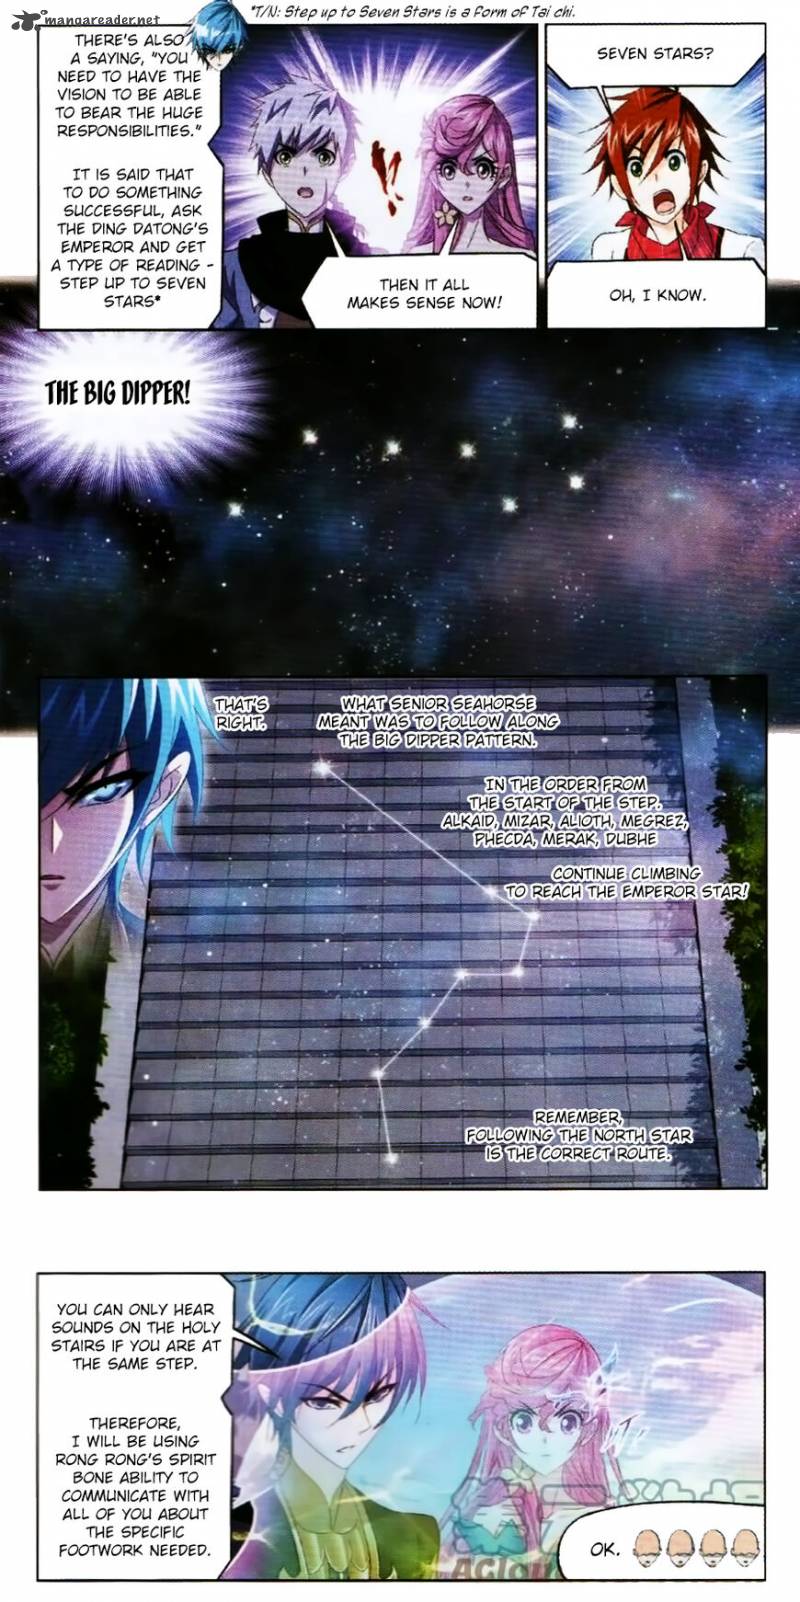 mangareader.net
*T/N: Step up to Seven Stars is a form of Tai chi.
THERE'S ALSO
A SAYING, "YOU
NEED TO HAVE THE
VISION TO BE ABLE
TO BEAR THE HUGE
RESPONSIBILITIES."
IT IS SAID THAT
TO DO SOMETHING
SUCCESSFUL, ASK
THE DING DATONG'S
EMPEROR AND GET
A TYPE OF READING -
STEP UP TO SEVEN
STARS*
THEN IT ALL
MAKES SENSE NOW!
SEVEN STARS?
OH, I KNOW.
THE BIG DIPPER!
THAT'S
RIGHT.
WHAT SENIOR SEAHORSE
MEANT WAS TO FOLLOW ALONG
THE BIG DIPPER PATTERN.
IN THE ORDER FROM
THE START OF THE STEP.
ALKAID, MIZAR, ALIOTH, MEGREZ,
PHECDA, MERAK, DUBHE
CONTINUE CLIMBING
TO REACH THE EMPEROR STAR!
REMEMBER,
FOLLOWING THE NORTH STAR
IS THE CORRECT ROUTE.
YOU CAN ONLY HEAR
SOUNDS ON THE HOLY
STAIRS IF YOU ARE AT
THE SAME STEP.
THEREFORE,
I WILL BE USING
RONG RONG'S SPIRIT
BONE ABILITY TO
COMMUNICATE WITH
ALL OF YOU ABOUT
THE SPECIFIC
FOOTWORK NEEDED.
OK.